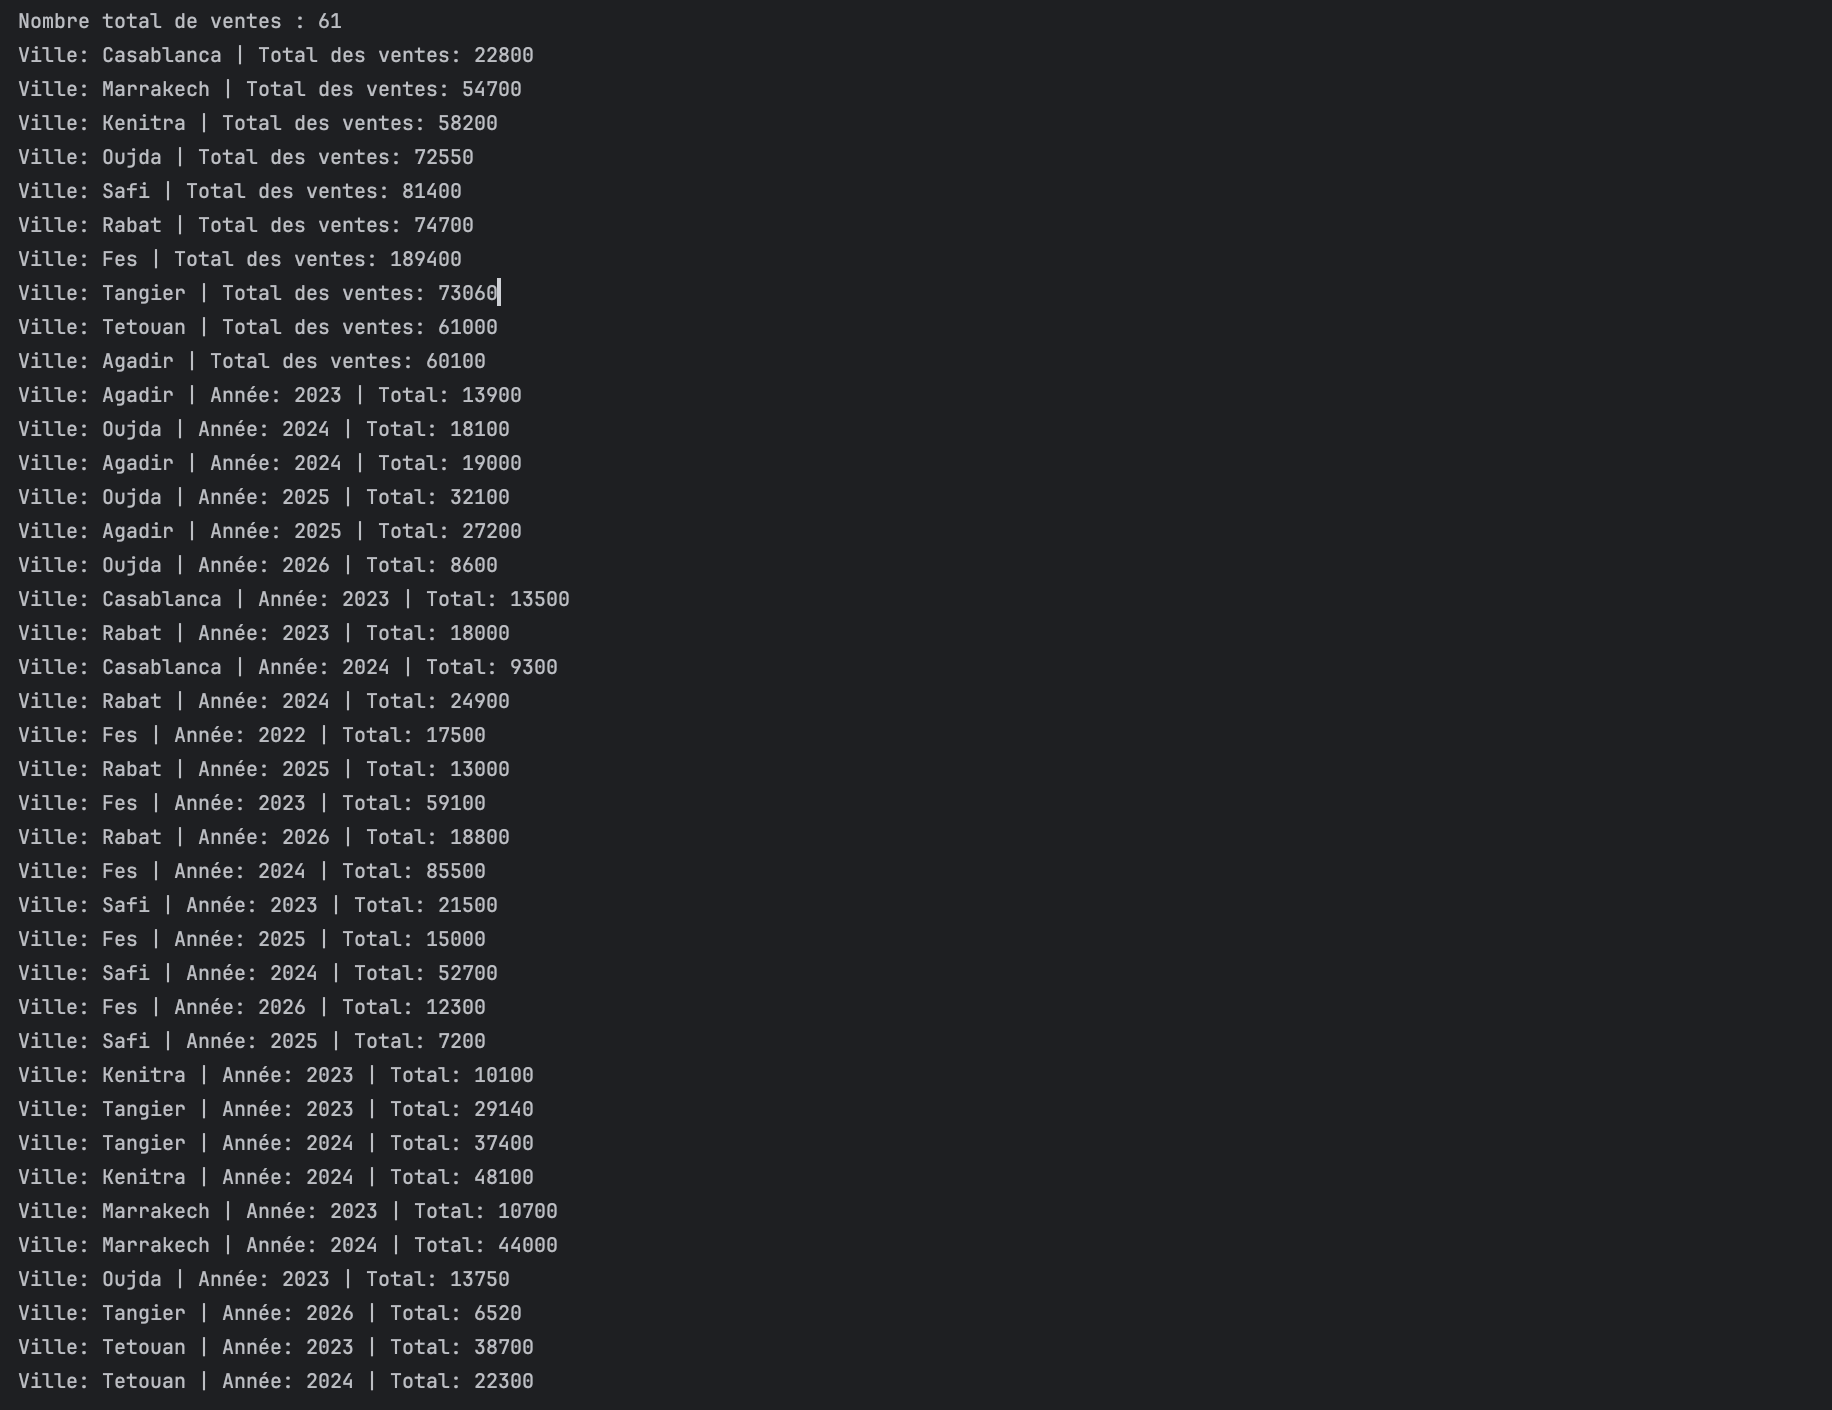 Nombre total de ventes : 61
Ville: Casablanca | Total des ventes: 22800
Ville: Marrakech | Total des ventes: 54700
Ville: Kenitra | Total des ventes: 58200
Ville: Oujda | Total des ventes: 72550
Ville: Safi | Total des ventes: 81400
Ville: Rabat | Total des ventes: 74700
Ville: Fes | Total des ventes: 189400
Ville: Tangier | Total des ventes: 73060
Ville: Tetouan | Total des ventes: 61000
Ville: Agadir | Total des ventes: 60100
Ville: Agadir | Année: 2023 | Total: 13900
Ville: Oujda | Année: 2024 | Total: 18100
Ville: Agadir | Année: 2024 | Total: 19000
Ville: Oujda | Année: 2025 | Total: 32100
Ville: Agadir | Année: 2025 | Total: 27200
Ville: Oujda | Année: 2026 | Total: 8600
Ville: Casablanca | Année: 2023 | Total: 13500
Ville: Rabat | Année: 2023 | Total: 18000
Ville: Casablanca | Année: 2024 | Total: 9300
Ville: Rabat | Année: 2024 | Total: 24900
Ville: Fes | Année: 2022 | Total: 17500
Ville: Rabat | Année: 2025 | Total: 13000
Ville: Fes | Année: 2023 | Total: 59100
Ville: Rabat | Année: 2026 | Total: 18800
Ville: Fes | Année: 2024 | Total: 85500
Ville: Safi | Année: 2023 | Total: 21500
Ville: Fes | Année: 2025 | Total: 15000
Ville: Safi | Année: 2024 | Total: 52700
Ville: Fes | Année: 2026 | Total: 12300
Ville: Safi | Année: 2025 | Total: 7200
Ville: Kenitra | Année: 2023 | Total: 10100
Ville: Tangier | Année: 2023 | Total: 29140
Ville: Tangier | Année: 2024 | Total: 37400
Ville: Kenitra | Année: 2024 | Total: 48100
Ville: Marrakech | Année: 2023 | Total: 10700
Ville: Marrakech | Année: 2024 | Total: 44000
Ville: Oujda | Année: 2023 | Total: 13750
Ville: Tangier | Année: 2026 | Total: 6520
Ville: Tetouan | Année: 2023 | Total: 38700
Ville: Tetouan | Année: 2024 | Total: 22300